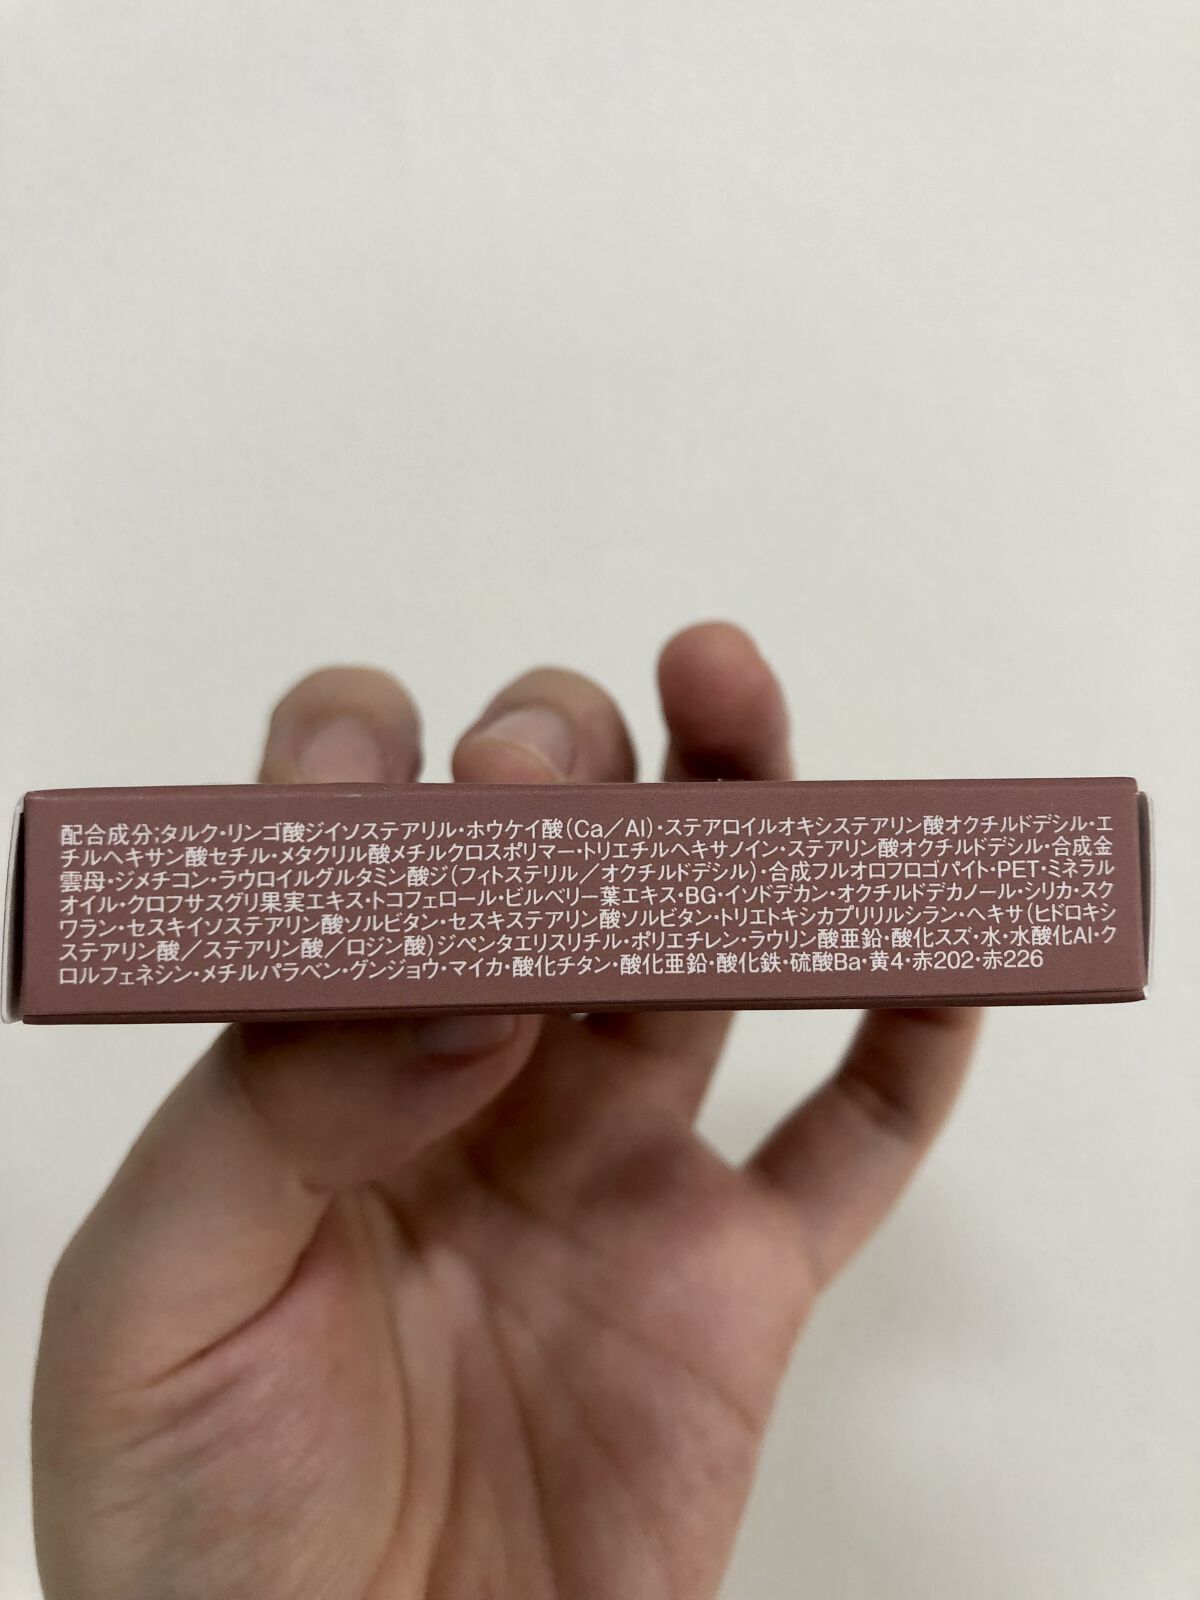 配合成分;タルク・リンゴ酸ジイソステアリル・ホウケイ酸(Ca/Al)・ステアロイルオキシステアリン酸オクチルドデシル・エ
チルヘキサン酸セチル・メタクリル酸メチルクロスポリマー・トリエチルヘキサノイン・ステアリン酸オクチルドデシル・合成金
雲母・ジメチコン・ラウロイルグルタミン酸ジ(フィトステリル/オクチルドデシル)・合成フルオロフロゴパイト・PET・ミネラル
オイル・クロフサスグリ果実エキス・トコフェロール・ビルベリー葉エキス・BG・イソドデカン・オクチルドデカノール・シリカ・スク
ワラン・セスキイソステアリン酸ソルビタン・セスキステアリン酸ソルビタン・トリエトキシカプリリルシラン・ヘキサ(ヒドロキシ
ステアリン酸/ステアリン酸/ロジン酸)ジペンタエリスリチル・ポリエチレン・ラウリン酸亜鉛・酸化スズ・水・水酸化Al・ク
ロルフェネシン・メチルパラベン・グンジョウ・マイカ・酸化チタン・酸化亜鉛・酸化鉄・硫酸Ba・黄4・赤202・赤226